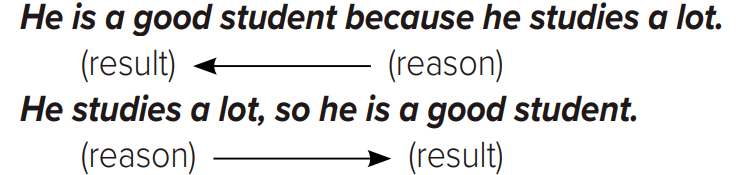 He is a good student because he studies a lot.
(result) (reason)
He studies a lot, so he is a good student.
(reason) (result)